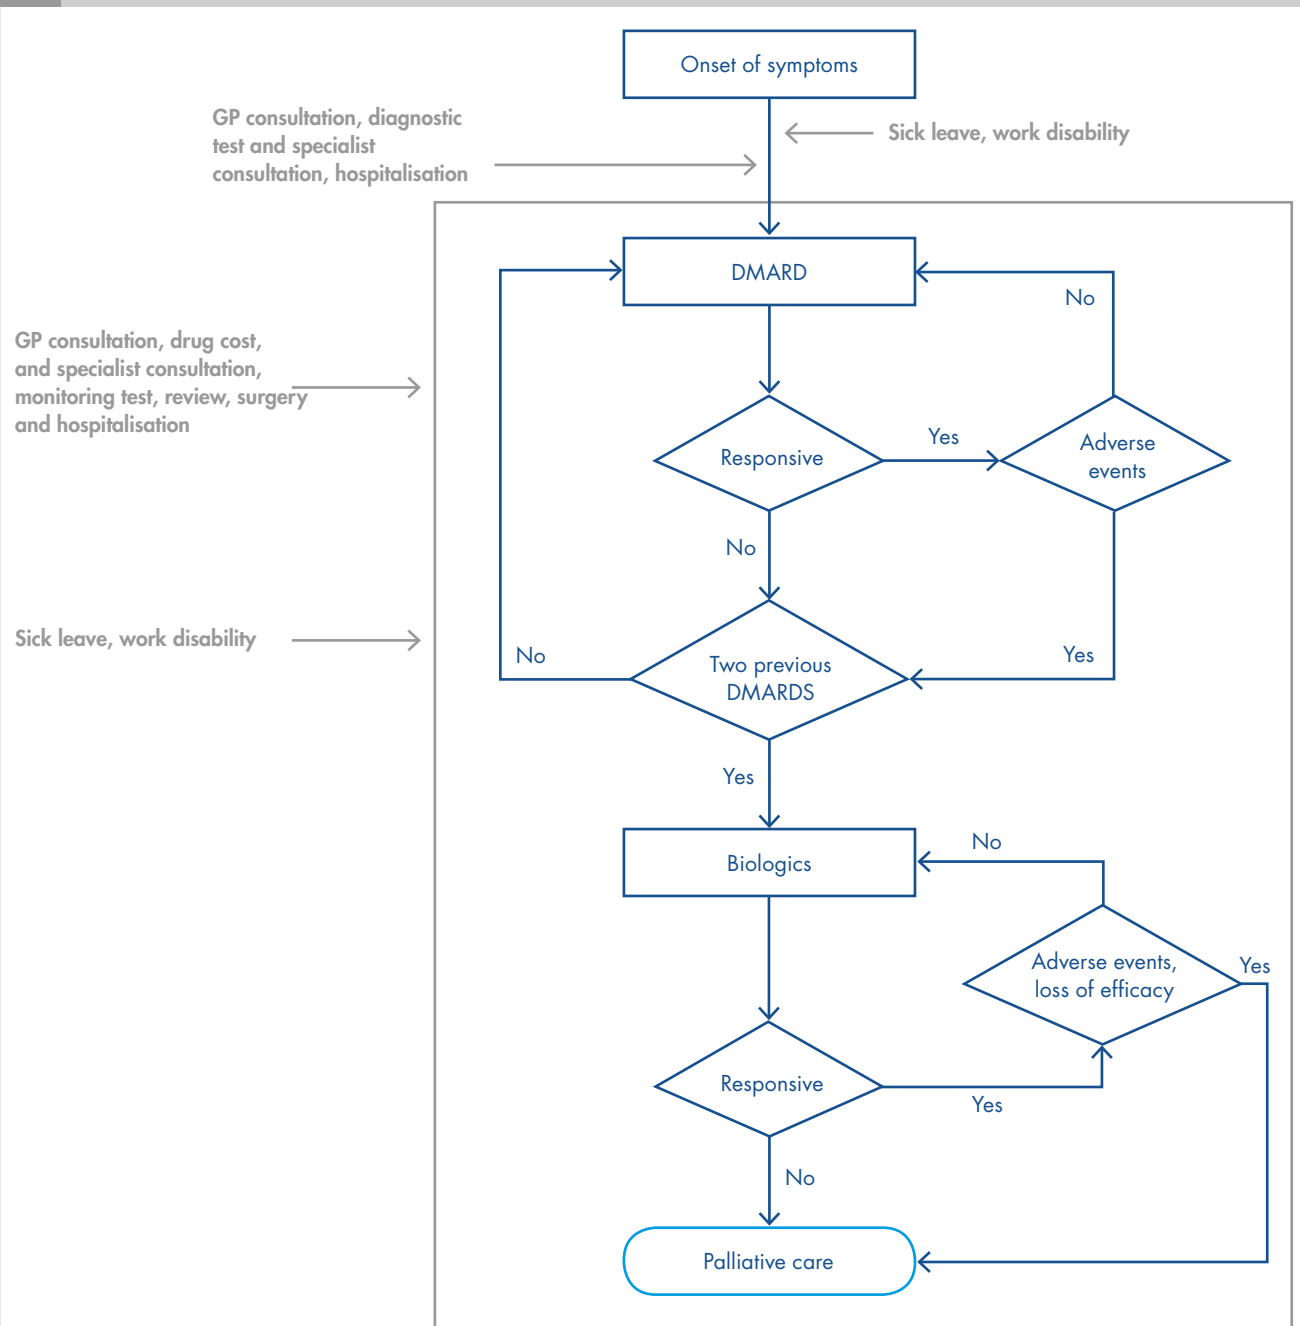 Onset of symptoms
GP consultation, diagnostic
test and specialist
consultation, hospitalisation
Sick leave, work disability
DMARD
No
GP consultation, drug cost,
and specialist consultation,
monitoring test, review, surgery
and hospitalisation
Responsive
Yes
Adverse
events
No
Sick leave, work disability
No
Two previous
DMARDS
Yes
Yes
Biologics
No
Adverse events,
loss of efficacy
Yes
Responsive
Yes
No
Palliative care